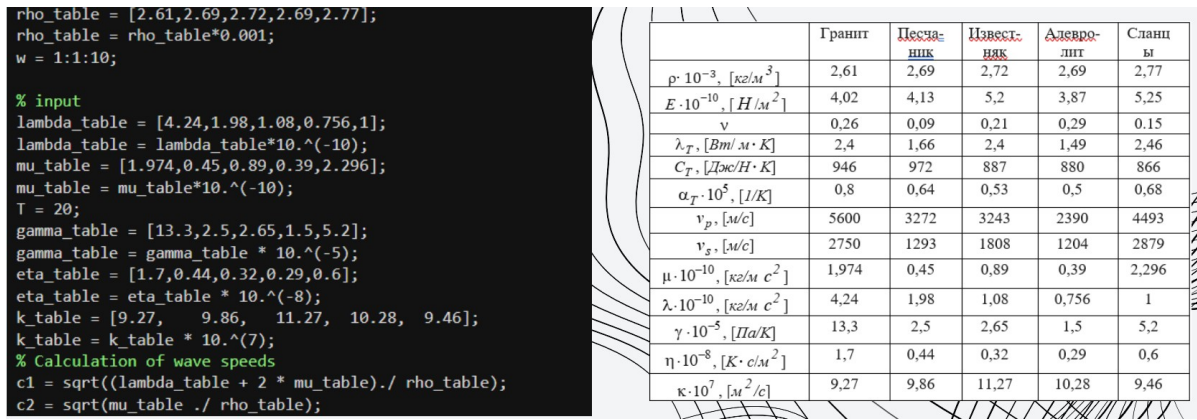 rho_table = [2.61,2.69,2.72,2.69,2.77];
rho_table = rho_table*0.001;
w = 1:1:10;
% input
lambda_table = [4.24,1.98,1.08,0.756,1];
lambda_table = lambda_table*10.^(-10);
mu_table = [1.974,0.45,0.89,0.39,2.296];
mu_table = mu_table*10.^(-10);
T = 20;
gamma_table = [13.3,2.5,2.65,1.5,5.2];
gamma_table = gamma_table * 10.^(-5);
eta_table = [1.7,0.44,0.32,0.29,0.6];
eta_table = eta_table * 10.^(-8);
k_table = [9.27, 9.86, 11.27, 10.28, 9.46];
k_table = k_table * 10.^(7);
% Calculation of wave speeds
c1 = sqrt((lambda_table + 2 * mu_table)./ rho_table);
c2 = sqrt(mu_table ./ rho_table);
Гранит Песча- Извест- Алевро- Сланц
ник няк лит ы
ρ· 10⁻³, [кг/м³] 2,61 2,69 2,72 2,69 2,77
E ·10⁻¹⁰, [Н/м²] 4,02 4,13 5,2 3,87 5,25
ν 0,26 0,09 0,21 0,29 0.15
λ_T, [Вт/ м · К] 2,4 1,66 2,4 1,49 2,46
C_T, [Дж/Н · К] 946 972 887 880 866
α_T · 10⁵, [1/К] 0,8 0,64 0,53 0,5 0,68
v_p, [м/с] 5600 3272 3243 2390 4493
v_s, [м/с] 2750 1293 1808 1204 2879
μ·10⁻¹⁰, [кг/м с²] 1,974 0,45 0,89 0,39 2,296
λ·10⁻¹⁰, [кг/м с²] 4,24 1,98 1,08 0,756 1
γ ·10⁻⁵, [Па/К] 13,3 2,5 2,65 1,5 5,2
η·10⁻⁸, [К · с/м²] 1,7 0,44 0,32 0,29 0,6
κ·10⁷, [м²/с] 9,27 9,86 11,27 10,28 9,46